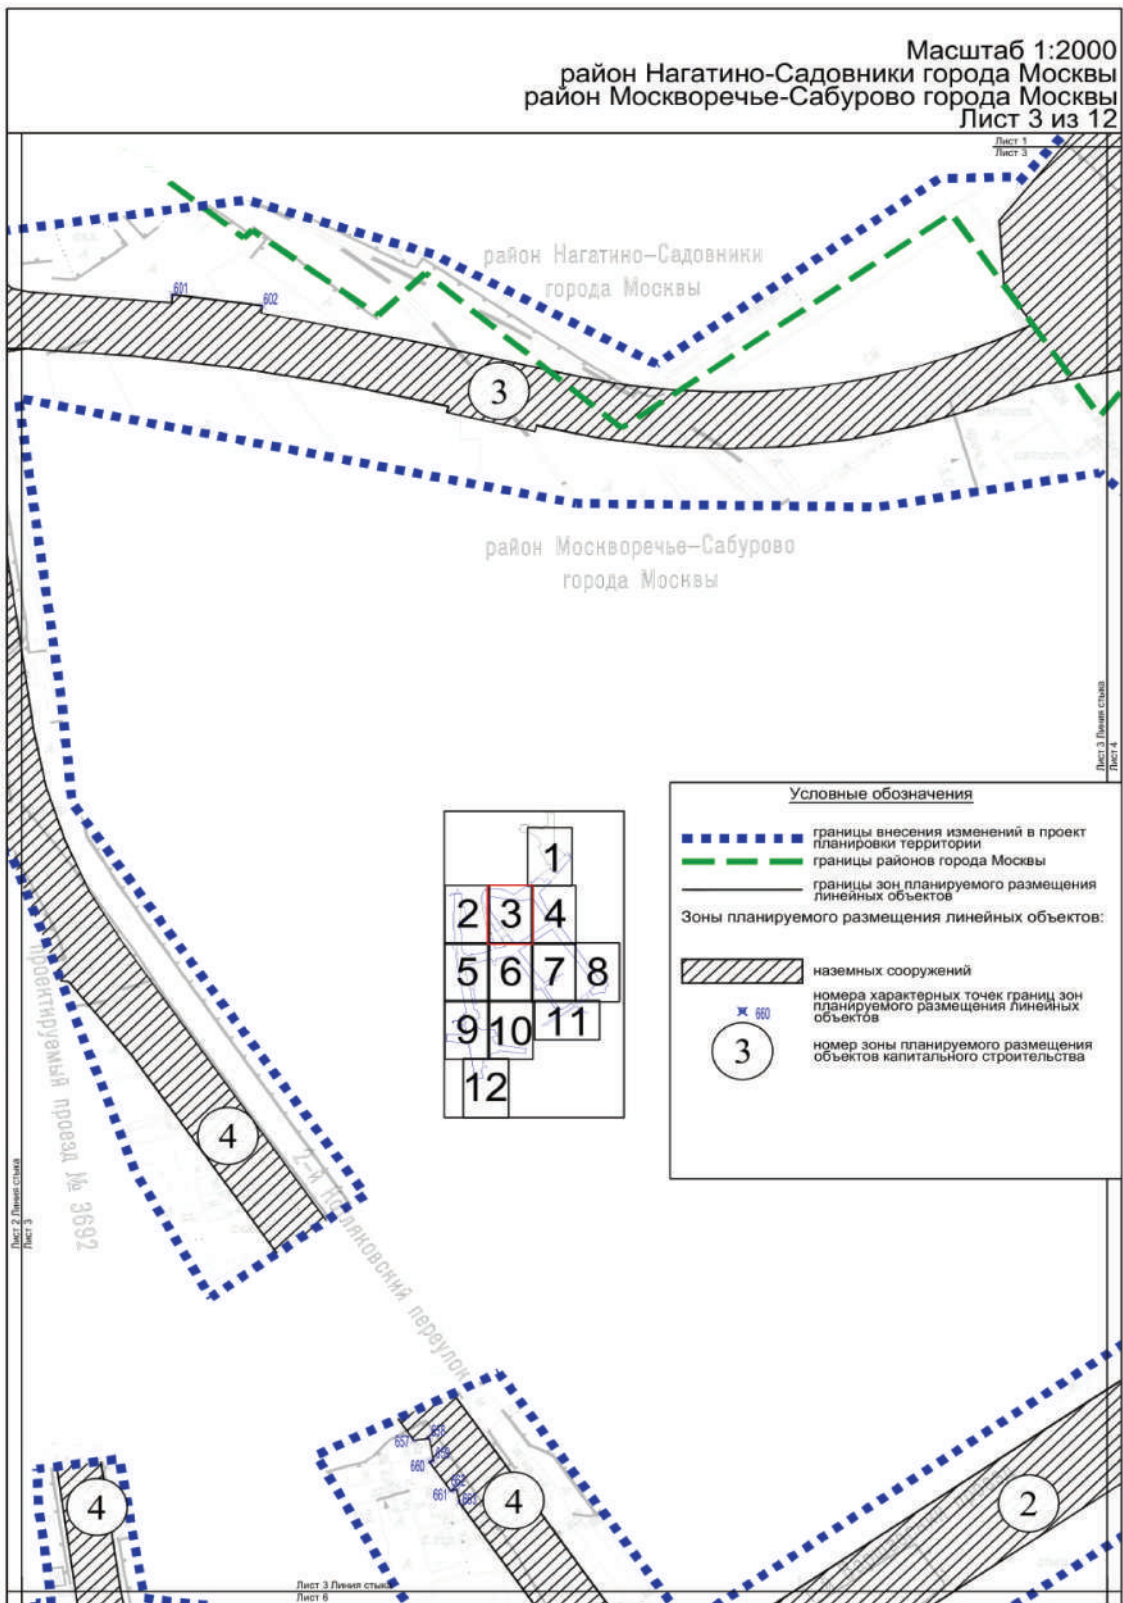 Масштаб 1:2000
район Нагатино-Садовники города Москвы
район Москворечье-Сабурово города Москвы
Лист 3 из 12
Лист 1
Лист 3
район Нагатино-Садовники
города Москвы
601
602
3
район Москворечье-Сабурово
города Москвы
Лист 3 Линия стыка
Лист 4
Условные обозначения
границы внесения изменений в проект
планировки территории
границы районов города Москвы
границы зон планируемого размещения
линейных объектов
Зоны планируемого размещения линейных объектов:
наземных сооружений
номера характерных точек границ зон
планируемого размещения линейных
объектов
660
3
номер зоны планируемого размещения
объектов капитального строительства
1
2 3 4
5 6 7 8
9 10 11
12
проектируемый проезд № 3692
4
2-й Котляковский переулок
Лист 2 Линия стыка
Лист 3
657
658
659
660
661
662
663
4
4
2
Лист 3 Линия стыка
Лист 6